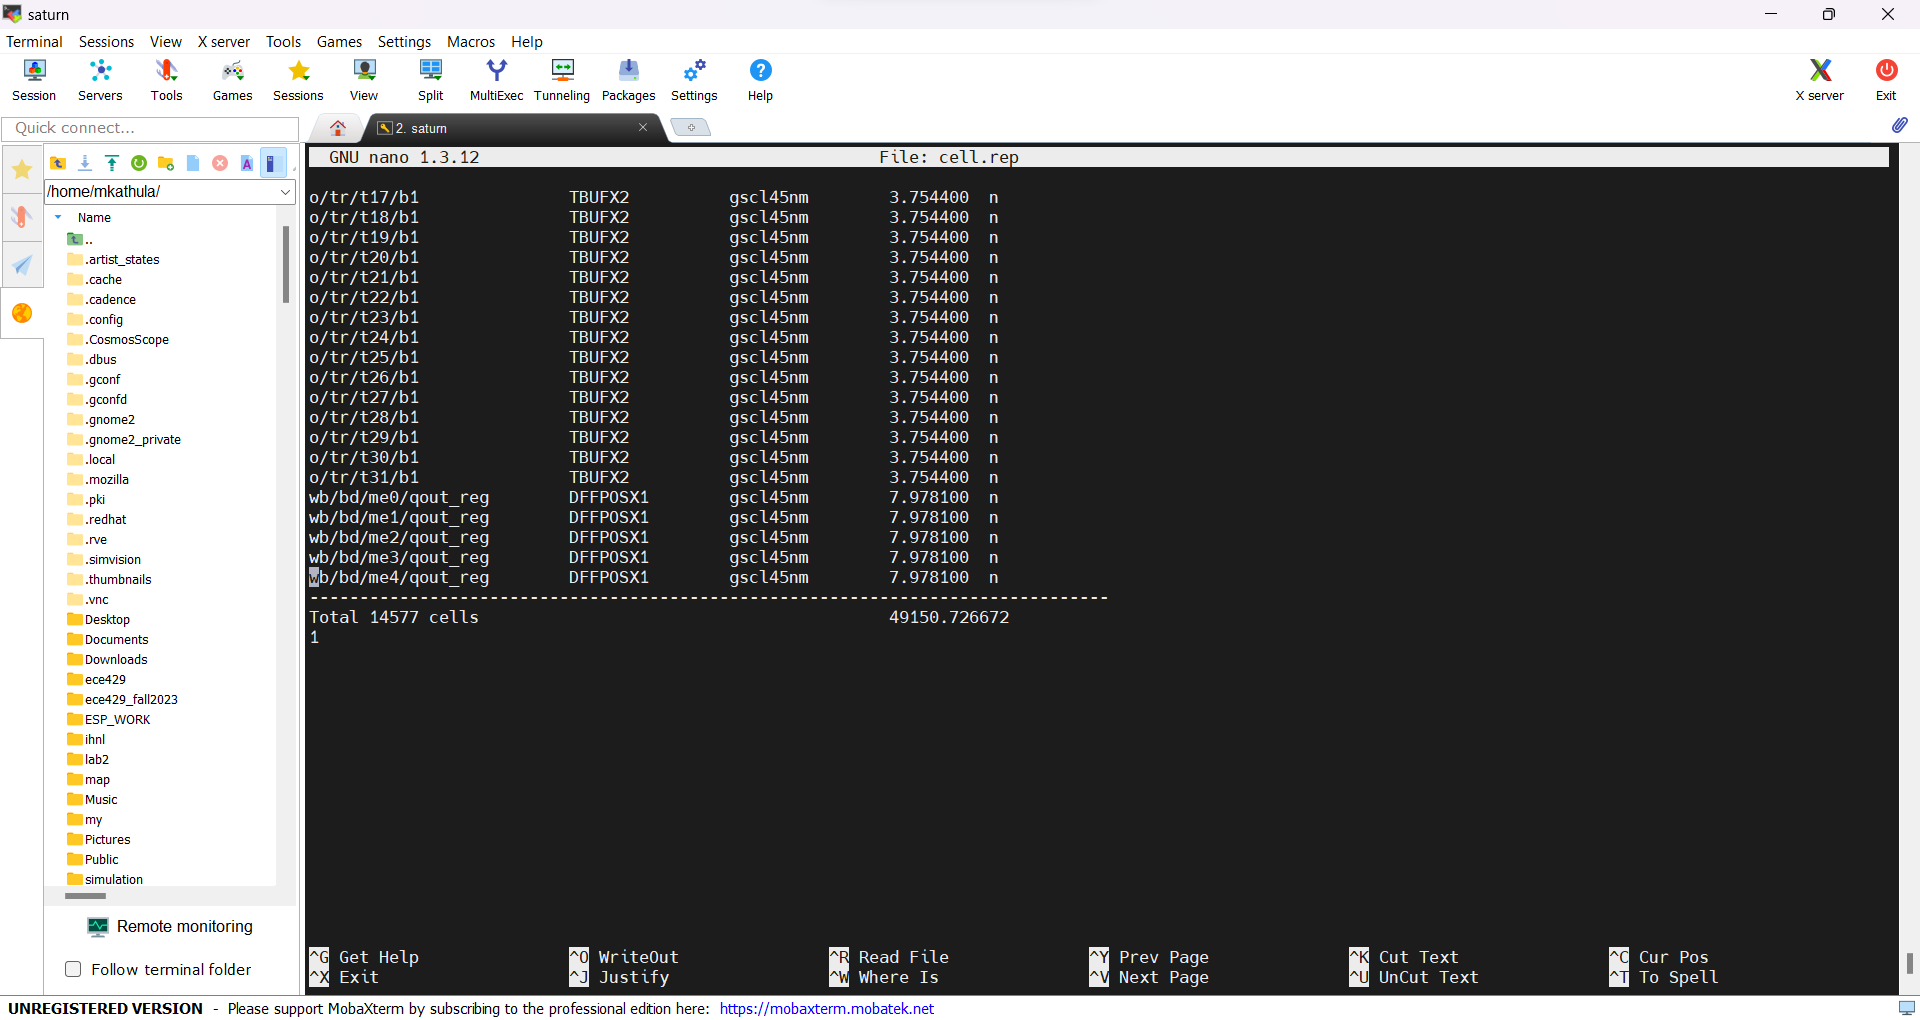 saturn
Terminal Sessions View X server Tools Games Settings Macros Help
Session Servers Tools Games Sessions View Split MultiExec Tunneling Packages Settings Help X server Exit
Quick connect...
2. saturn
/home/mkathula/
Name
..
.artist_states
.cache
.cadence
.config
.CosmosScope
.dbus
.gconf
.gconfd
.gnome2
.gnome2_private
.local
.mozilla
.pki
.redhat
.rve
.simvision
.thumbnails
.vnc
Desktop
Documents
Downloads
ece429
ece429_fall2023
ESP_WORK
ihnl
lab2
map
Music
my
Pictures
Public
simulation
Remote monitoring
Follow terminal folder
GNU nano 1.3.12 File: cell.rep
o/tr/t17/b1 TBUFX2 gscl45nm 3.754400 n
o/tr/t18/b1 TBUFX2 gscl45nm 3.754400 n
o/tr/t19/b1 TBUFX2 gscl45nm 3.754400 n
o/tr/t20/b1 TBUFX2 gscl45nm 3.754400 n
o/tr/t21/b1 TBUFX2 gscl45nm 3.754400 n
o/tr/t22/b1 TBUFX2 gscl45nm 3.754400 n
o/tr/t23/b1 TBUFX2 gscl45nm 3.754400 n
o/tr/t24/b1 TBUFX2 gscl45nm 3.754400 n
o/tr/t25/b1 TBUFX2 gscl45nm 3.754400 n
o/tr/t26/b1 TBUFX2 gscl45nm 3.754400 n
o/tr/t27/b1 TBUFX2 gscl45nm 3.754400 n
o/tr/t28/b1 TBUFX2 gscl45nm 3.754400 n
o/tr/t29/b1 TBUFX2 gscl45nm 3.754400 n
o/tr/t30/b1 TBUFX2 gscl45nm 3.754400 n
o/tr/t31/b1 TBUFX2 gscl45nm 3.754400 n
wb/bd/me0/qout_reg DFFPOSX1 gscl45nm 7.978100 n
wb/bd/me1/qout_reg DFFPOSX1 gscl45nm 7.978100 n
wb/bd/me2/qout_reg DFFPOSX1 gscl45nm 7.978100 n
wb/bd/me3/qout_reg DFFPOSX1 gscl45nm 7.978100 n
wb/bd/me4/qout_reg DFFPOSX1 gscl45nm 7.978100 n
--------------------------------------------------------------------------------
Total 14577 cells 49150.726672
1
^G Get Help ^O WriteOut ^R Read File ^Y Prev Page ^K Cut Text ^C Cur Pos
^X Exit ^J Justify ^W Where Is ^V Next Page ^U UnCut Text ^T To Spell
UNREGISTERED VERSION - Please support MobaXterm by subscribing to the professional edition here: https://mobaxterm.mobatek.net